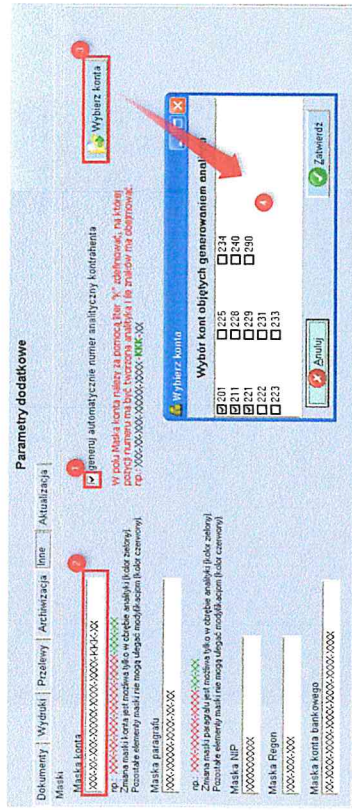 Parametry dodatkowe
Dokumenty Wydruki Przelewy Archiwizacja Inne Aktualizacja
Maski
Maska konta
2
1
generuj automatycznie numer analityczny kontrahenta
3
Wybierz konta
W polu Maska konta należy za pomocą liter "K" zdefiniować, na której
pozycji numeru ma być tworzona analityka i ile znaków ma obejmować.
Zmiana maski konta jest możliwa tylko w obrębie analityki (kolor zielony).
Pozostałe elementy maski nie mogą ulegać modyfikacjom (kolor czerwony).
Maska paragrafu
Zmiana maski paragrafu jest możliwa tylko w obrębie analityki (kolor zielony).
Pozostałe elementy maski nie mogą ulegać modyfikacjom (kolor czerwony).
Maska NIP
Maska Regon
Maska konta bankowego
Wybierz konta
Wybór kont objętych generowaniem
201 225 234
211 228 240
221 229 290
222 231
223 233
4
Anuluj
Zatwierdź